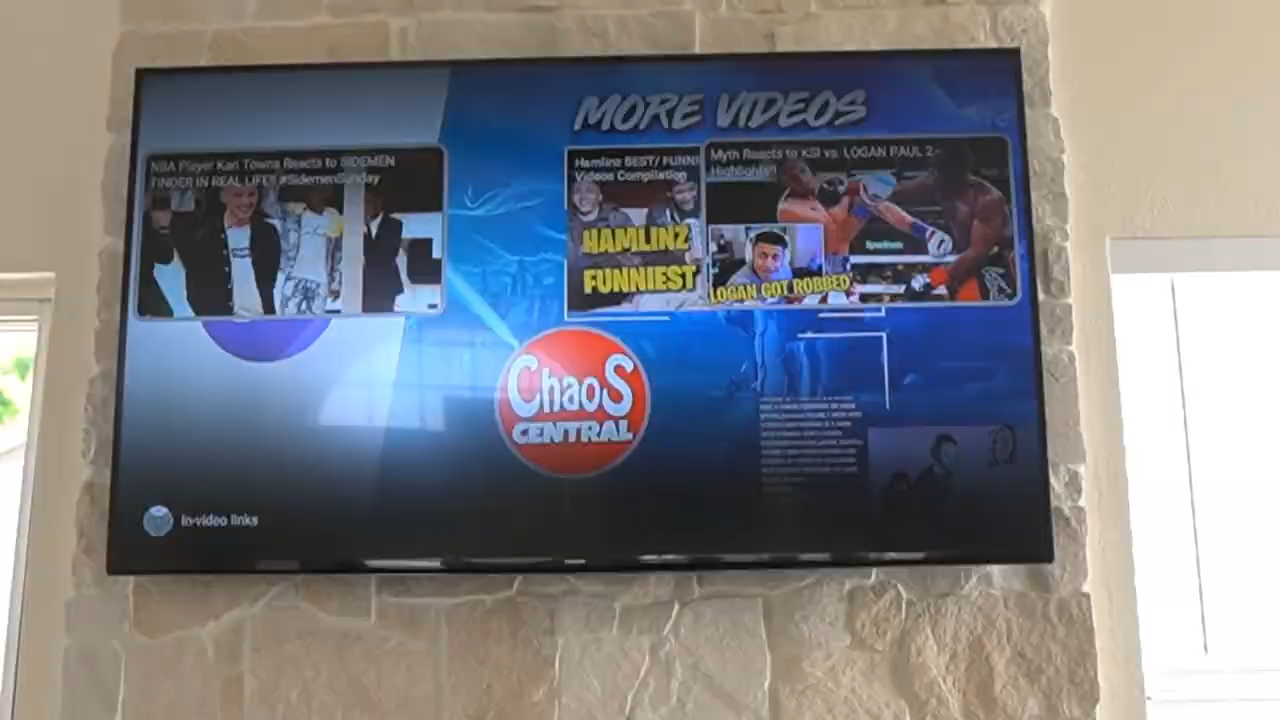 MORE VIDEOS
NBA Player Karl Towns Reacts to SIDEMEN
TINDER IN REAL LIFE!! #SidemenSunday
Hamlinz BEST/ FUNNI
Videos Compilation
HAMLINZ
FUNNIEST
Myth Reacts to KSI vs. LOGAN PAUL 2 -
Highlights!!
Spectrum
LOGAN GOT ROBBED
ChaoS
CENTRAL
In-video links